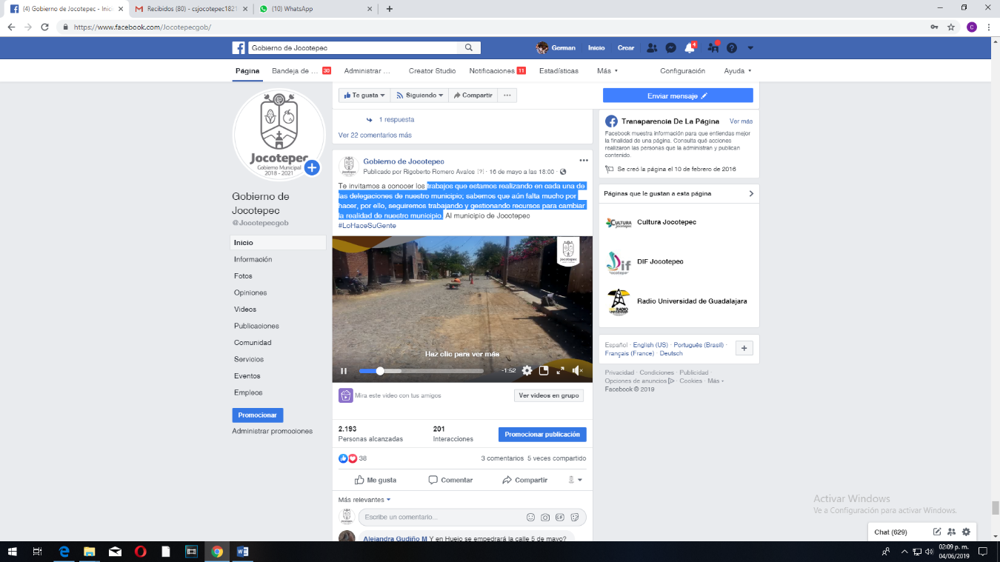 (4) Gobierno de Jocotepec - Inic
Recibidos (80) - csjocotepec1821
(10) WhatsApp
https://www.facebook.com/Jocotepecgob/
Gobierno de Jocotepec
German
Inicio
Crear
4
Página
Bandeja de ... 30
Administrar ...
Creator Studio
Notificaciones 11
Estadísticas
Más
Configuración
Ayuda
Jocotepec
Gobierno Municipal
2018 - 2021
Gobierno de
Jocotepec
@Jocotepecgob
Inicio
Información
Fotos
Opiniones
Videos
Publicaciones
Comunidad
Servicios
Eventos
Empleos
Promocionar
Administrar promociones
Te gusta
Siguiendo
Compartir
Enviar mensaje
1 respuesta
Ver 22 comentarios más
Gobierno de Jocotepec
Publicado por Rigoberto Romero Avalos [?] · 16 de mayo a las 18:00 ·
Te invitamos a conocer los trabajos que estamos realizando en cada una de
las delegaciones de nuestro municipio; sabemos que aún falta mucho por
hacer, por ello, seguiremos trabajando y gestionando recursos para cambiar
la realidad de nuestro municipio. Al municipio de Jocotepec
#LoHaceSuGente
Jocotepec
Haz clic para ver más
-1:52
Mira este video con tus amigos
Ver videos en grupo
2.193
Personas alcanzadas
201
Interacciones
Promocionar publicación
38
3 comentarios 5 veces compartido
Me gusta
Comentar
Compartir
Más relevantes
Escribe un comentario...
GIF
Alejandra Gudiño M Y en Huejo se empedrará la calle 5 de mayo?
Transparencia De La Página
Ver más
Facebook muestra información para que entiendas mejor
la finalidad de una página. Consulta qué acciones
realizaron las personas que la administran y publican
contenido.
Se creó la página el 10 de febrero de 2016
Páginas que le gustan a esta página
Cultura Jocotepec
DIF Jocotepec
Radio Universidad de Guadalajara
Español · English (US) · Português (Brasil) ·
Français (France) · Deutsch
Privacidad · Condiciones · Publicidad ·
Opciones de anuncios · Cookies · Más
Facebook © 2019
Activar Windows
Ve a Configuración para activar Windows.
Chat (629)
02:09 p. m.
04/06/2019